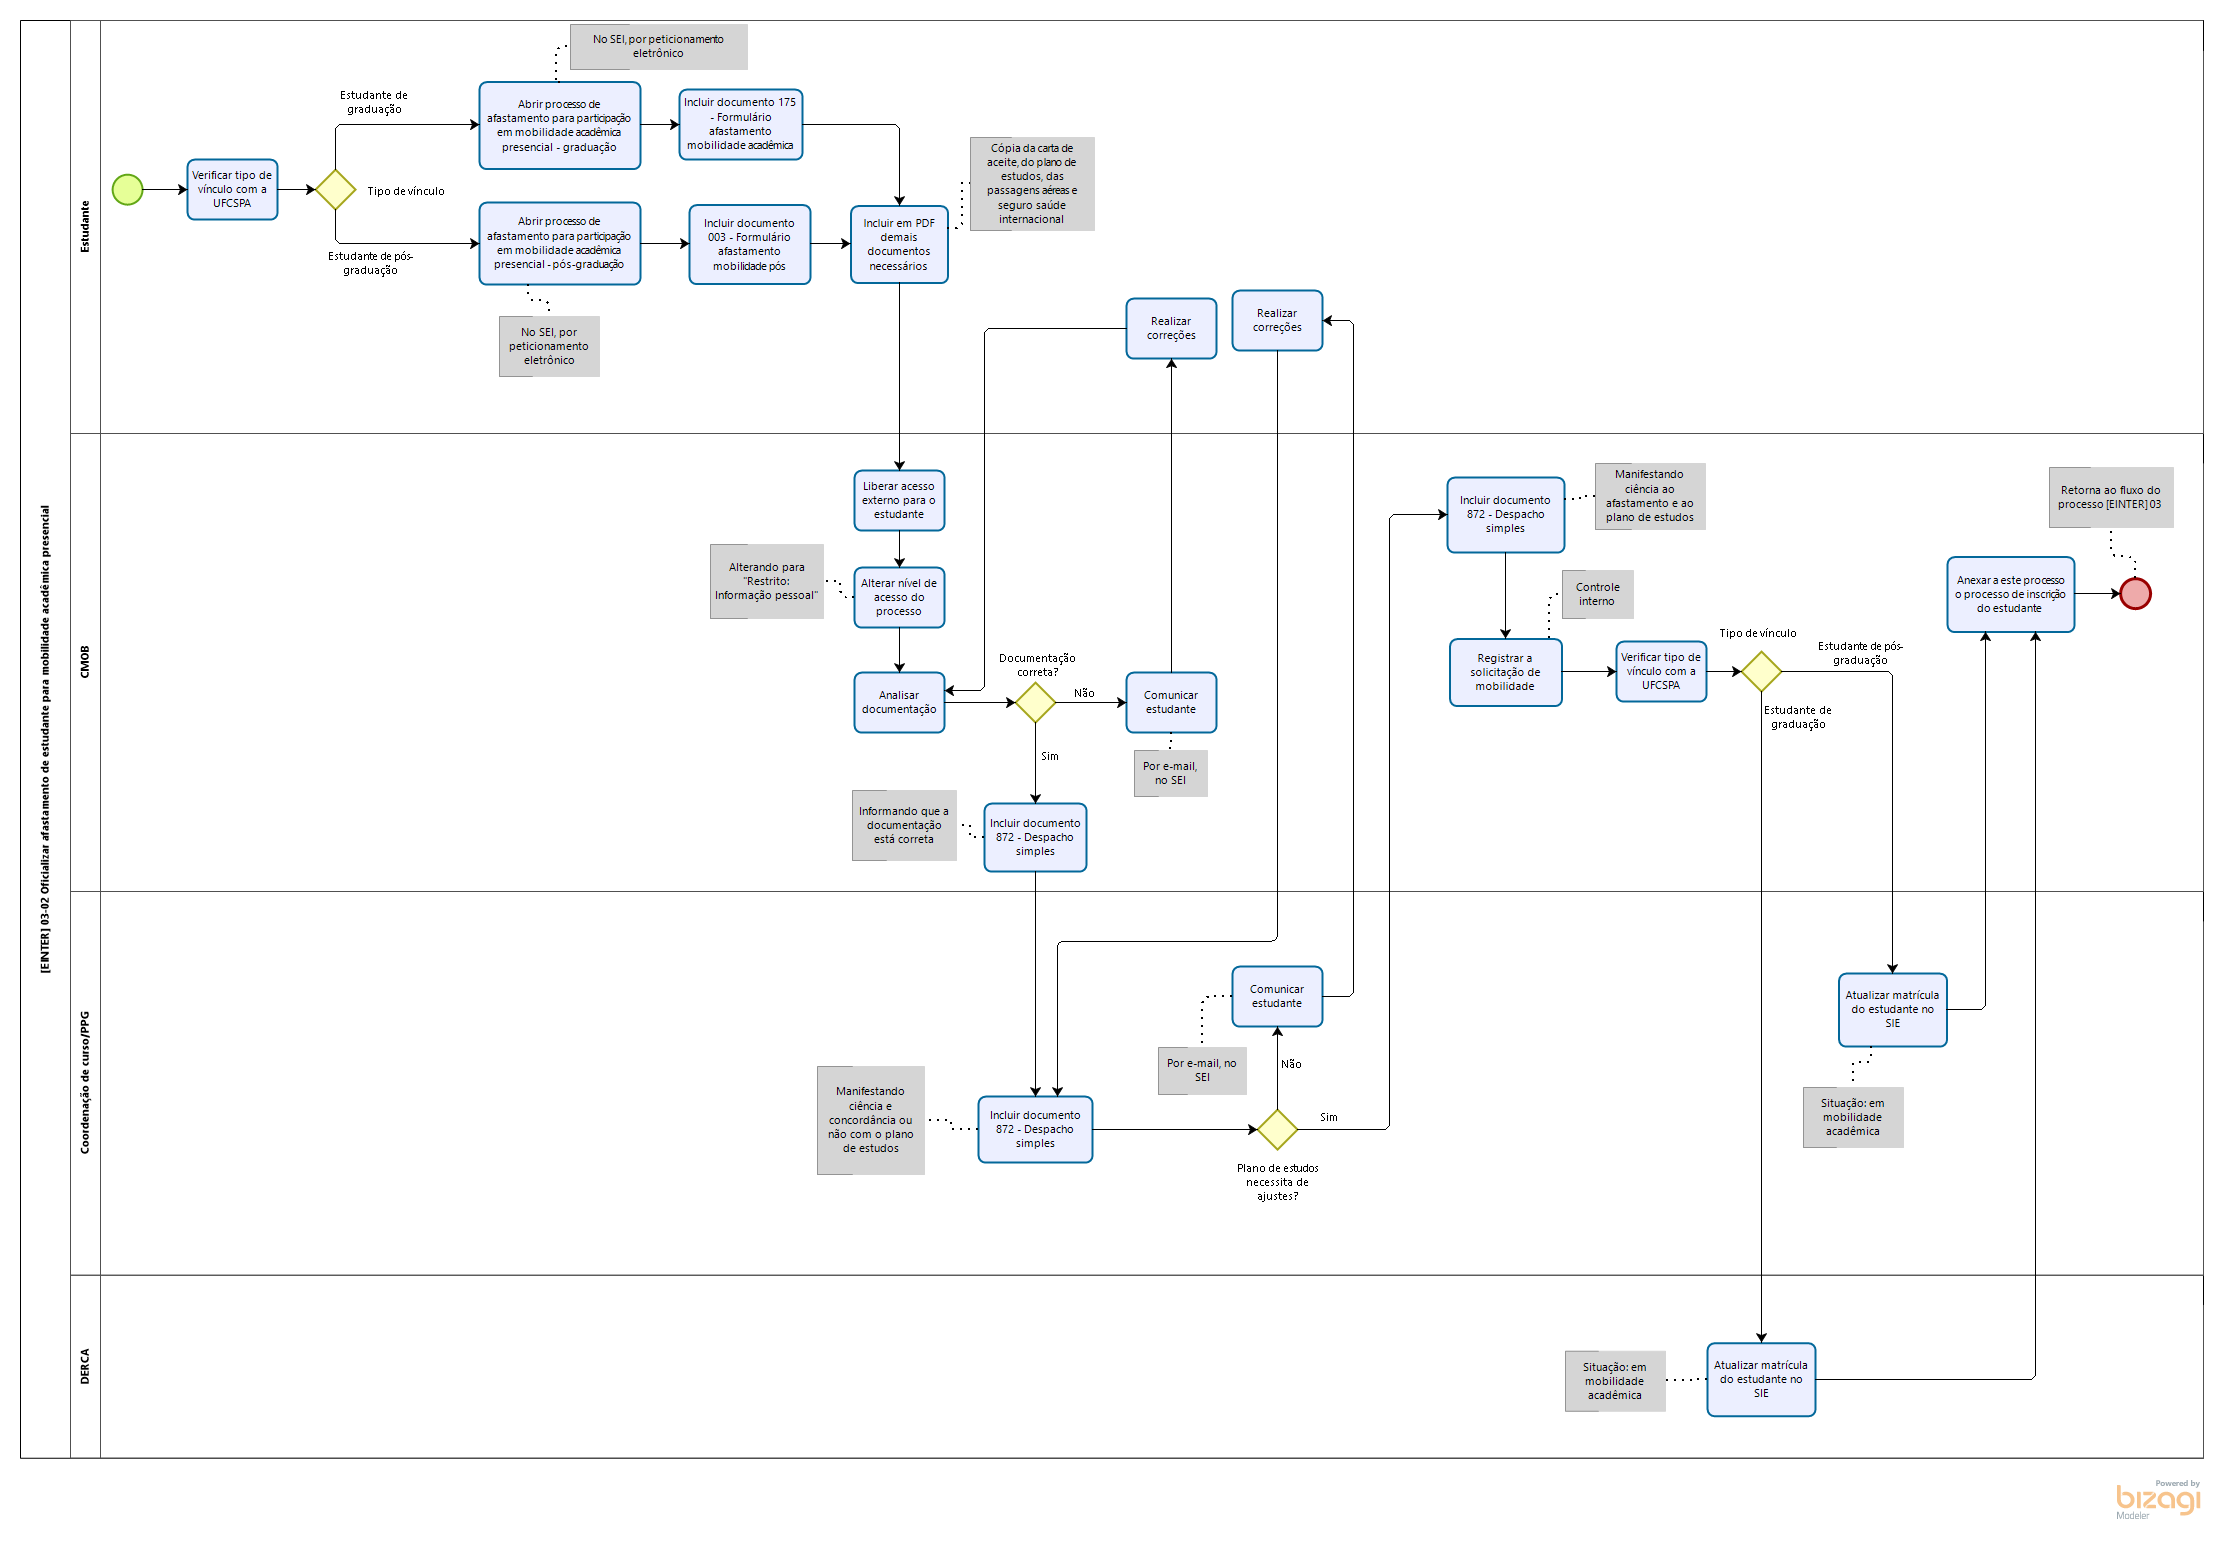 [EINTER] 03-02 Oficializar afastamento de estudante para mobilidade acadêmica presencial
Estudante
No SEI, por peticionamento
eletrônico
Estudante de
graduação
Abrir processo de
afastamento para participação
em mobilidade acadêmica
presencial - graduação
Incluir documento 175
- Formulário
afastamento
mobilidade acadêmica
Cópia da carta de
aceite, do plano de
estudos, das
passagens aéreas e
seguro saúde
internacional
Verificar tipo de
vínculo com a
UFCSPA
Tipo de vínculo
Estudante de pós-
graduação
Abrir processo de
afastamento para participação
em mobilidade acadêmica
presencial - pós-graduação
Incluir documento
003 - Formulário
afastamento
mobilidade pós
Incluir em PDF
demais
documentos
necessários
No SEI, por
peticionamento
eletrônico
Realizar
correções
Realizar
correções
CMOB
Liberar acesso
externo para o
estudante
Alterando para
"Restrito:
Informação pessoal"
Alterar nível de
acesso do
processo
Analisar
documentação
Documentação
correta?
Não
Comunicar
estudante
Por e-mail,
no SEI
Sim
Informando que a
documentação
está correta
Incluir documento
872 - Despacho
simples
Incluir documento
872 - Despacho
simples
Manifestando
ciência ao
afastamento e ao
plano de estudos
Controle
interno
Registrar a
solicitação de
mobilidade
Verificar tipo de
vínculo com a
UFCSPA
Tipo de vínculo
Estudante de pós-
graduação
Estudante de
graduação
Anexar a este processo
o processo de inscrição
do estudante
Retorna ao fluxo do
processo [EINTER] 03
Coordenação de curso/PPG
Manifestando
ciência e
concordância ou
não com o plano
de estudos
Incluir documento
872 - Despacho
simples
Comunicar
estudante
Por e-mail, no
SEI
Não
Sim
Plano de estudos
necessita de
ajustes?
Atualizar matrícula
do estudante no
SIE
Situação: em
mobilidade
acadêmica
DERCA
Situação: em
mobilidade
acadêmica
Atualizar matrícula
do estudante no
SIE
Powered by
bizagi
Modeler